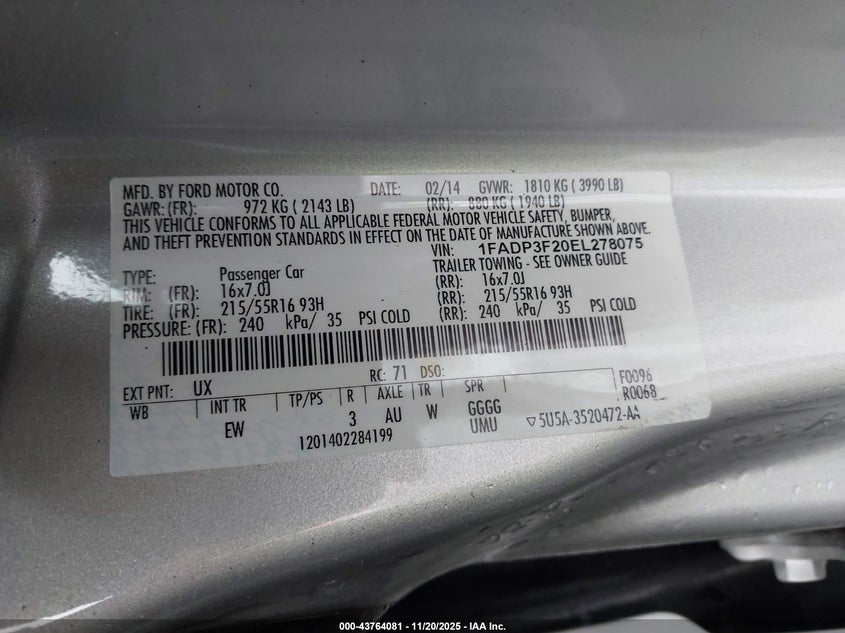 MFD. BY FORD MOTOR CO. DATE: 02/14 GVWR: 1810 KG ( 3990 LB)
GAWR: (FR): 972 KG ( 2143 LB) (RR): 880 KG ( 1940 LB)
THIS VEHICLE CONFORMS TO ALL APPLICABLE FEDERAL MOTOR VEHICLE SAFETY, BUMPER,
AND THEFT PREVENTION STANDARDS IN EFFECT ON THE DATE OF MANUFACTURE SHOWN ABOVE.
VIN: 1FADP3F20EL278075
TYPE: Passenger Car TRAILER TOWING - SEE OWNER GUIDE
RIM: (FR): 16x7.0J (RR): 16x7.0J
TIRE: (FR): 215/55R16 93H (RR): 215/55R16 93H
PRESSURE: (FR): 240 kPa/ 35 PSI COLD (RR): 240 kPa/ 35 PSI COLD
RC: 71 DSO:
EXT PNT: UX F0096
WB INT TR TP/PS R AXLE TR SPR R0068
EW 3 AU W GGGG
UMU ▽5U5A-3520472-AA
1201402284199
000-43764081 - 11/20/2025 - IAA Inc.